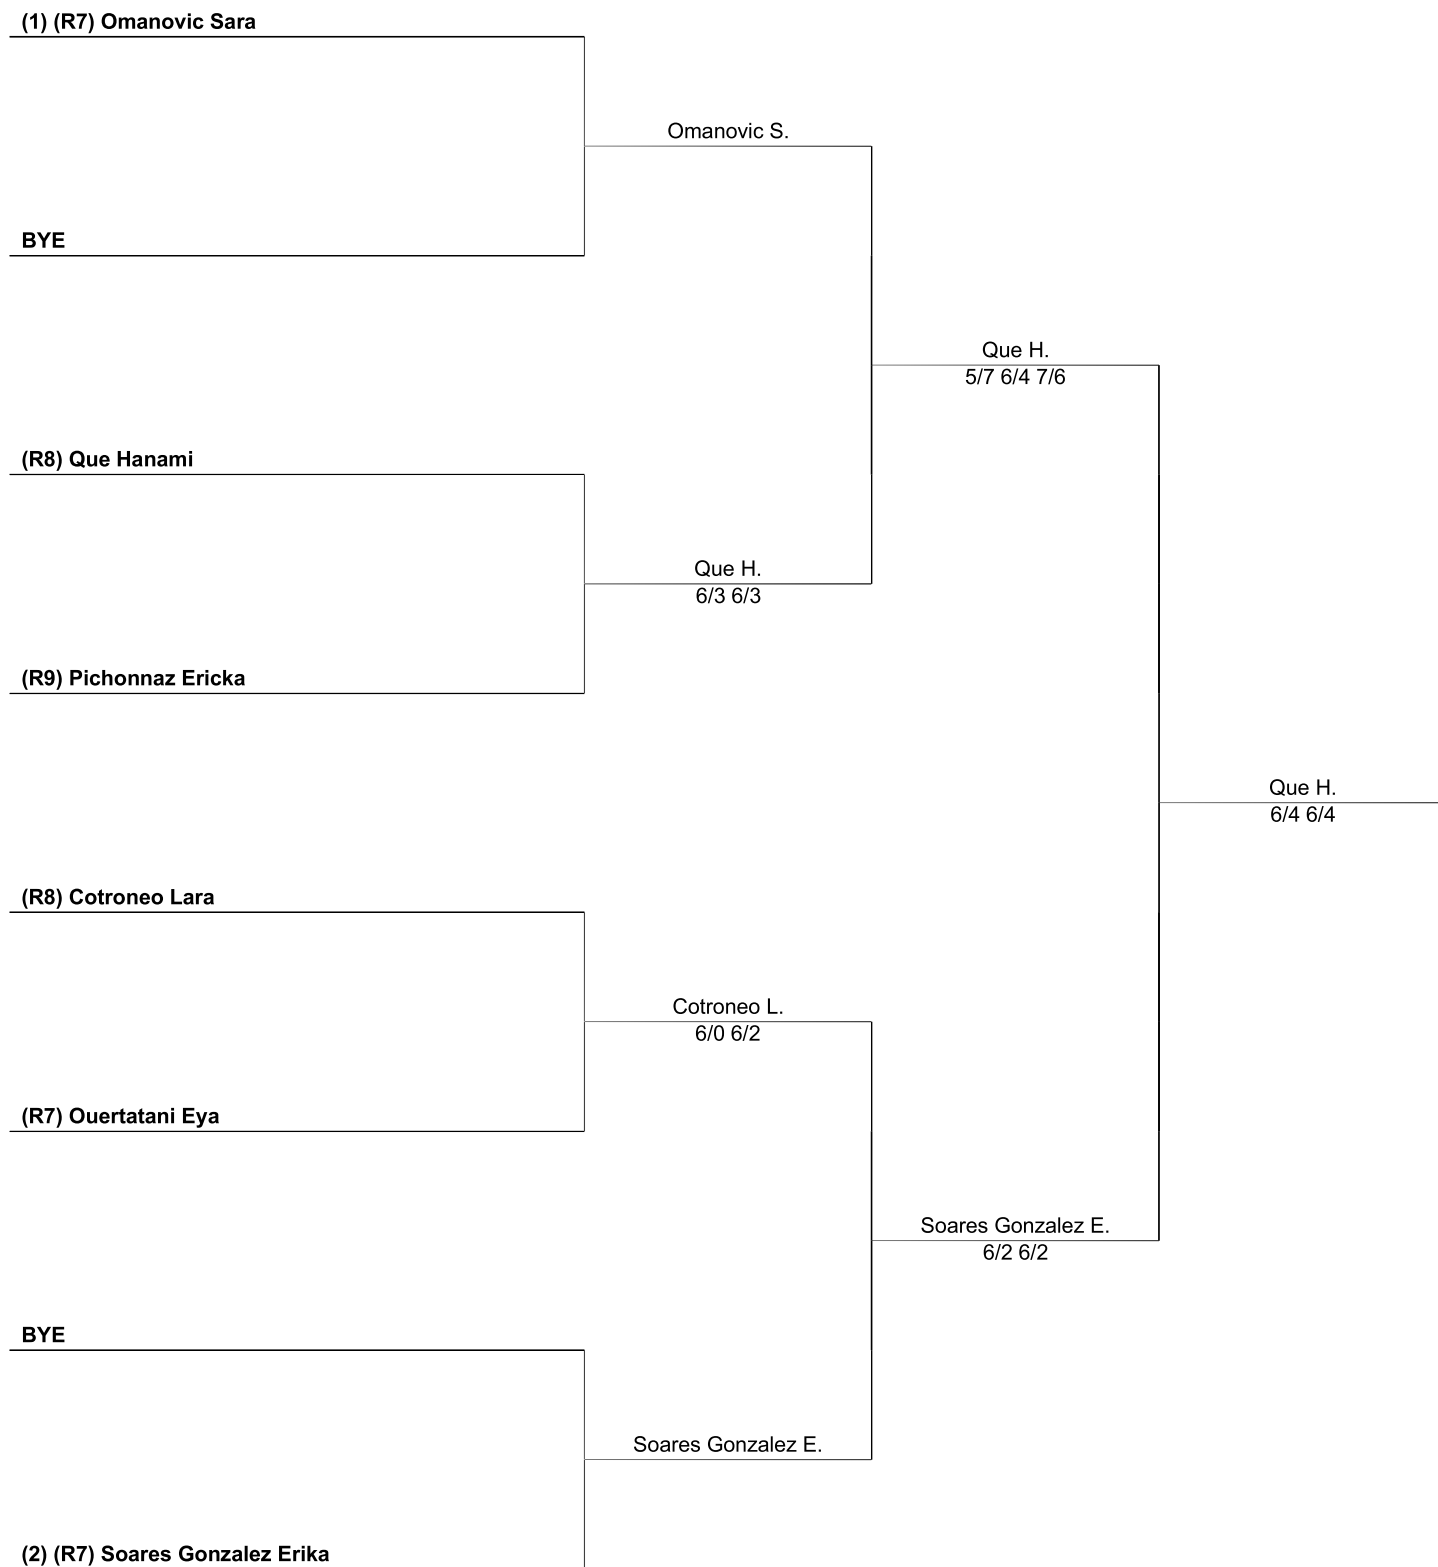 (1) (R7) Omanovic Sara
Omanovic S.
BYE
Que H.
5/7 6/4 7/6
(R8) Que Hanami
Que H.
6/3 6/3
(R9) Pichonnaz Ericka
Que H.
6/4 6/4
(R8) Cotroneo Lara
Cotroneo L.
6/0 6/2
(R7) Ouertatani Eya
Soares Gonzalez E.
6/2 6/2
BYE
Soares Gonzalez E.
(2) (R7) Soares Gonzalez Erika